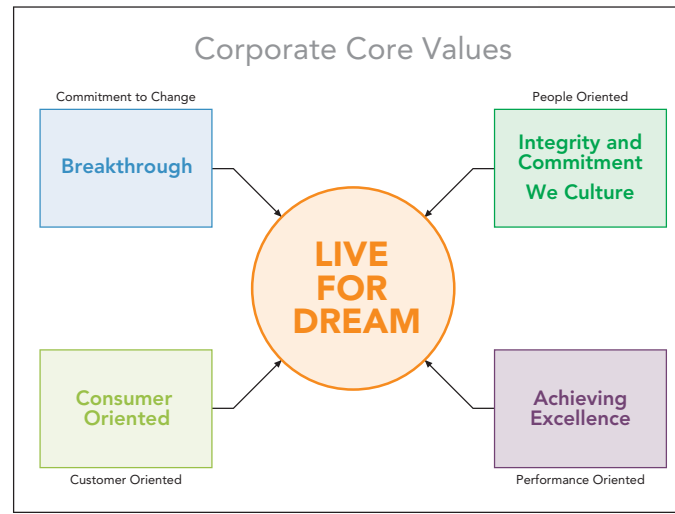 Corporate Core Values
Commitment to Change
Breakthrough
People Oriented
Integrity and
Commitment
We Culture
LIVE
FOR
DREAM
Consumer
Oriented
Customer Oriented
Achieving
Excellence
Performance Oriented